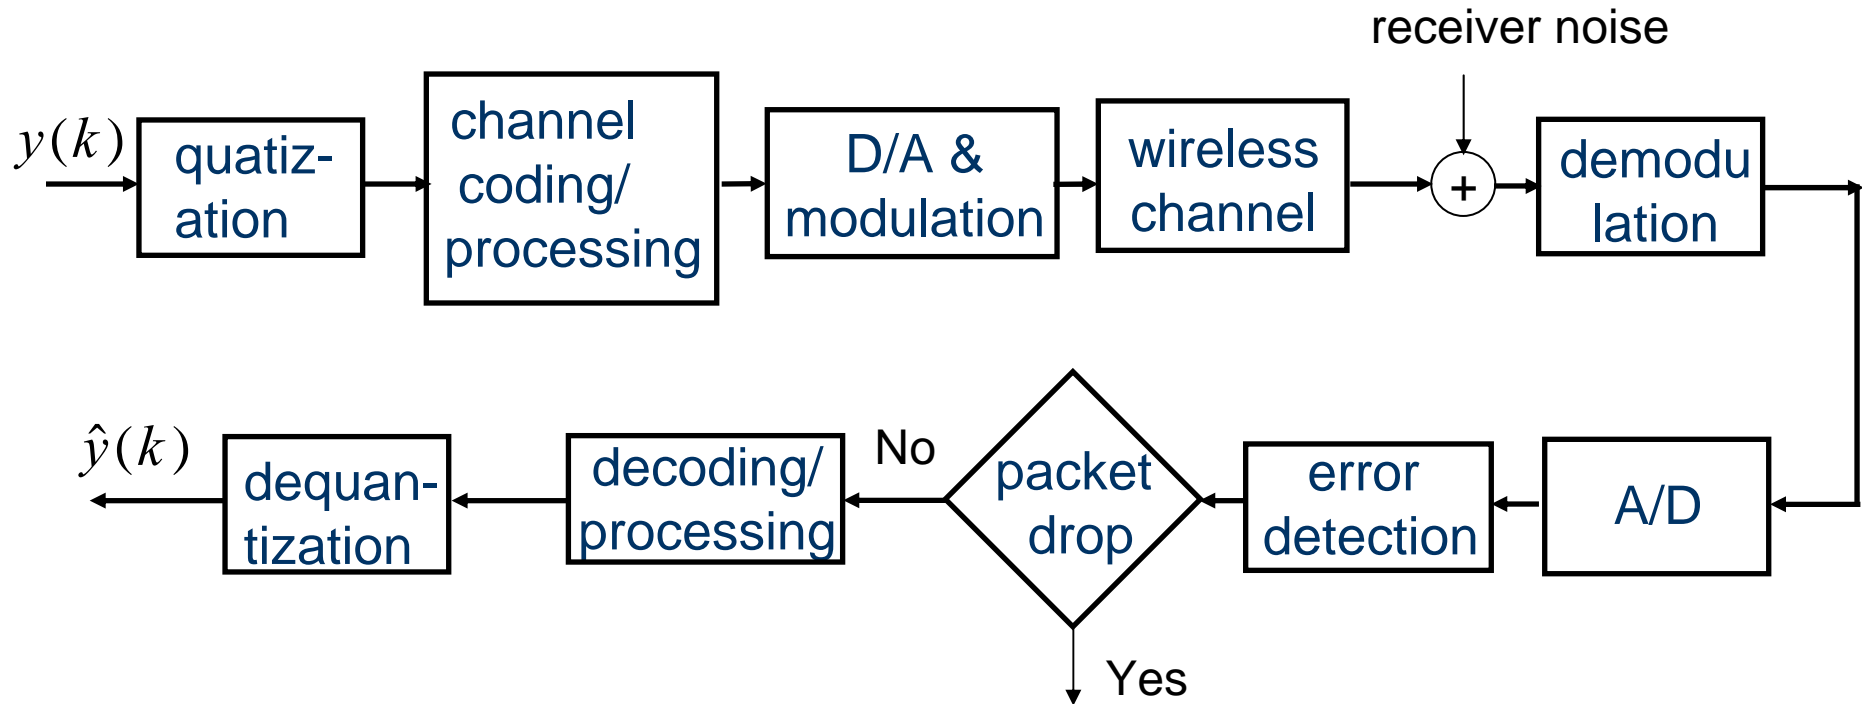 receiver noise
y(k)
quatiz-
ation
channel
coding/
processing
D/A &
modulation
wireless
channel
+
demodu
lation
ŷ(k)
dequan-
tization
decoding/
processing
No
packet
drop
error
detection
A/D
Yes